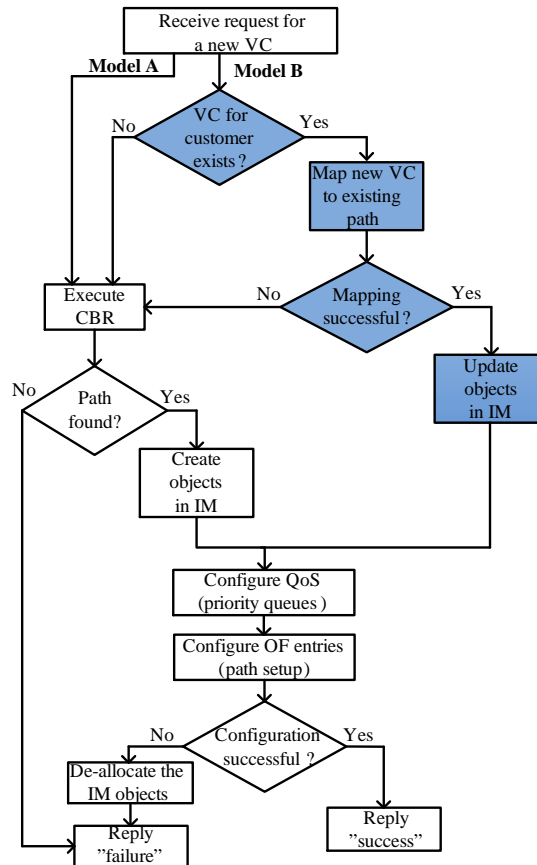 Receive request for
a new VC
Model A
Model B
No
VC for
customer
exists ?
Yes
Map new VC
to existing
path
Execute
CBR
No
Mapping
successful ?
Yes
Update
objects
in IM
No
Path
found?
Yes
Create
objects
in IM
Configure QoS
(priority queues )
Configure OF entries
(path setup)
No
Configuration
successful ?
Yes
De-allocate the
IM objects
Reply
”failure”
Reply
”success”